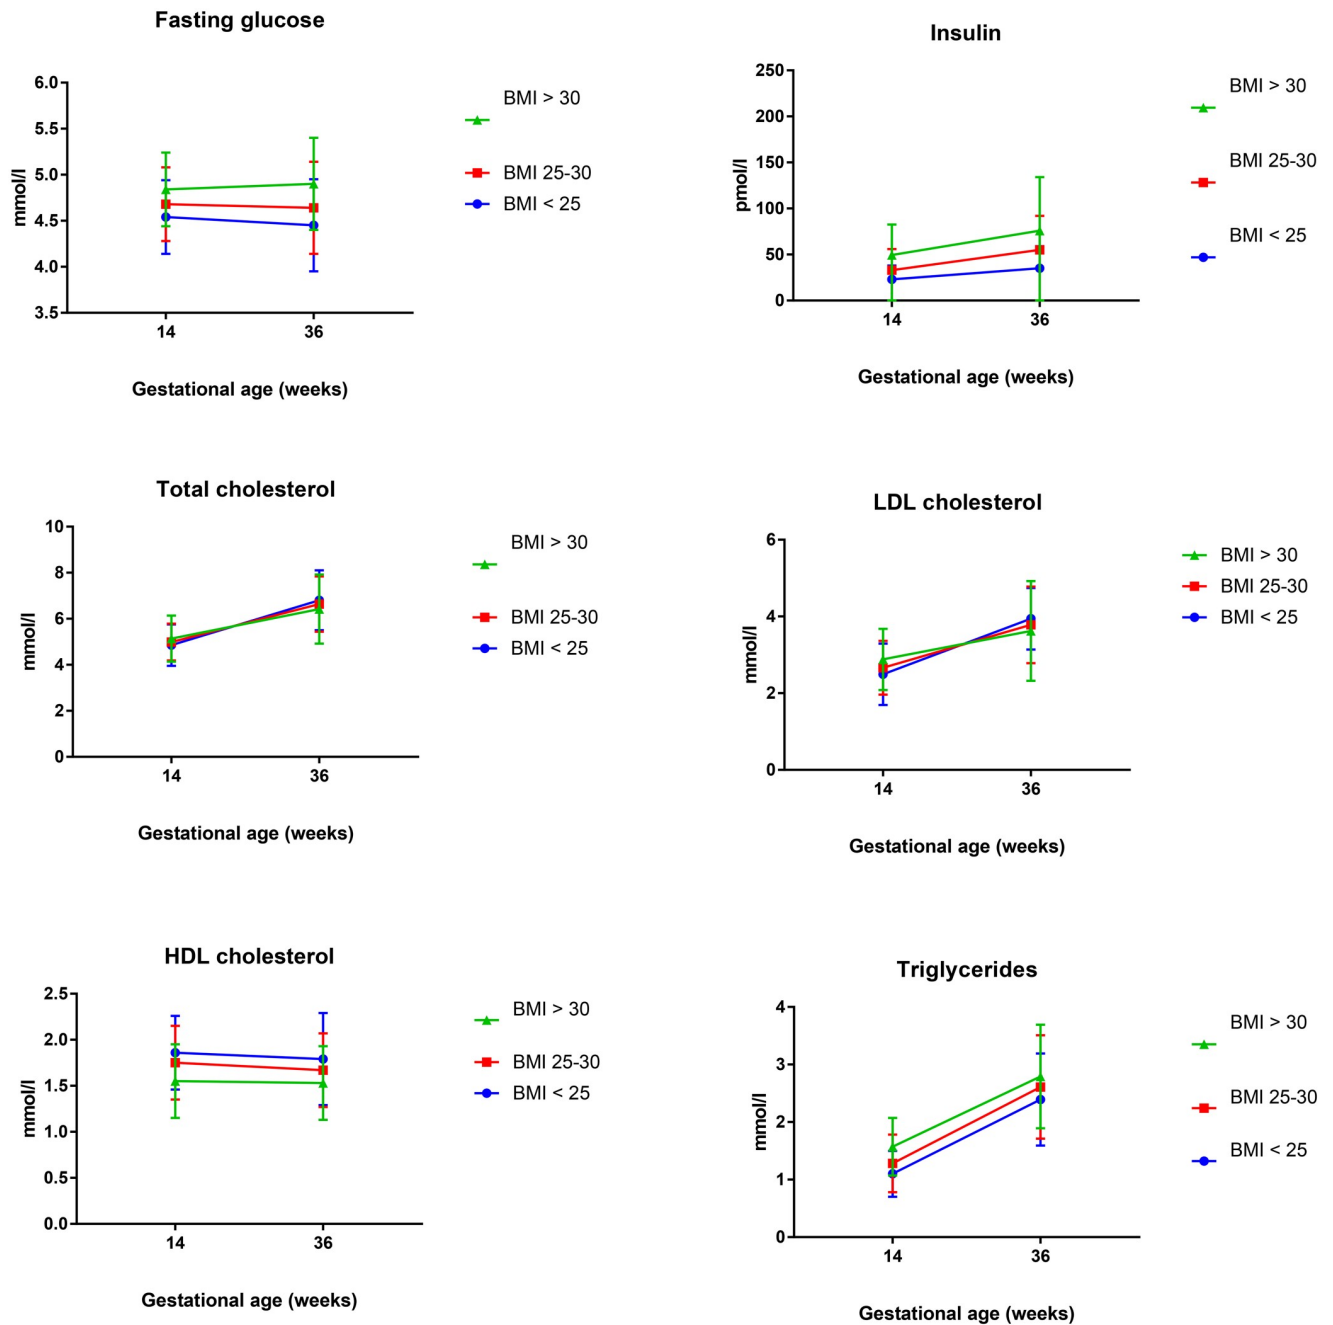 Fasting glucose
mmol/l
6.0
5.5
5.0
4.5
4.0
3.5
14
36
Gestational age (weeks)
BMI > 30
BMI 25-30
BMI < 25
Insulin
pmol/l
250
200
150
100
50
0
14
36
Gestational age (weeks)
BMI > 30
BMI 25-30
BMI < 25
Total cholesterol
mmol/l
10
8
6
4
2
0
14
36
Gestational age (weeks)
BMI > 30
BMI 25-30
BMI < 25
LDL cholesterol
mmol/l
6
4
2
0
14
36
Gestational age (weeks)
BMI > 30
BMI 25-30
BMI < 25
HDL cholesterol
mmol/l
2.5
2.0
1.5
1.0
0.5
0.0
14
36
Gestational age (weeks)
BMI > 30
BMI 25-30
BMI < 25
Triglycerides
mmol/l
4
3
2
1
0
14
36
Gestational age (weeks)
BMI > 30
BMI 25-30
BMI < 25